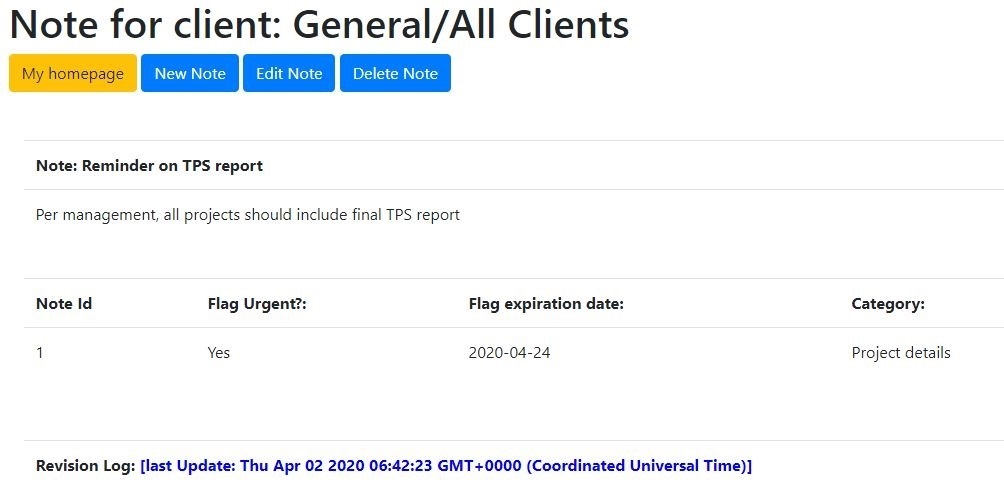 Note for client: General/All Clients
My homepage New Note Edit Note Delete Note
Note: Reminder on TPS report
Per management, all projects should include final TPS report
Note Id Flag Urgent?: Flag expiration date: Category:
1 Yes 2020-04-24 Project details
Revision Log: [last Update: Thu Apr 02 2020 06:42:23 GMT+0000 (Coordinated Universal Time)]